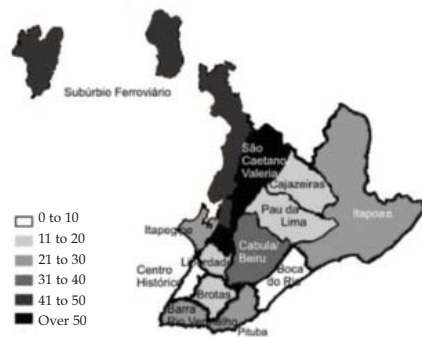 Subúrbio Ferroviário
São
Caetano
Valeria
Cajazeiras
Pau da
Lima
Itapoan
Itapegipe
Cabula/
Beiru
Liberdade
Centro
Histórico
Boca
do Rio
Brotas
Barra
Rio Vermelho
Pituba
0 to 10
11 to 20
21 to 30
31 to 40
41 to 50
Over 50